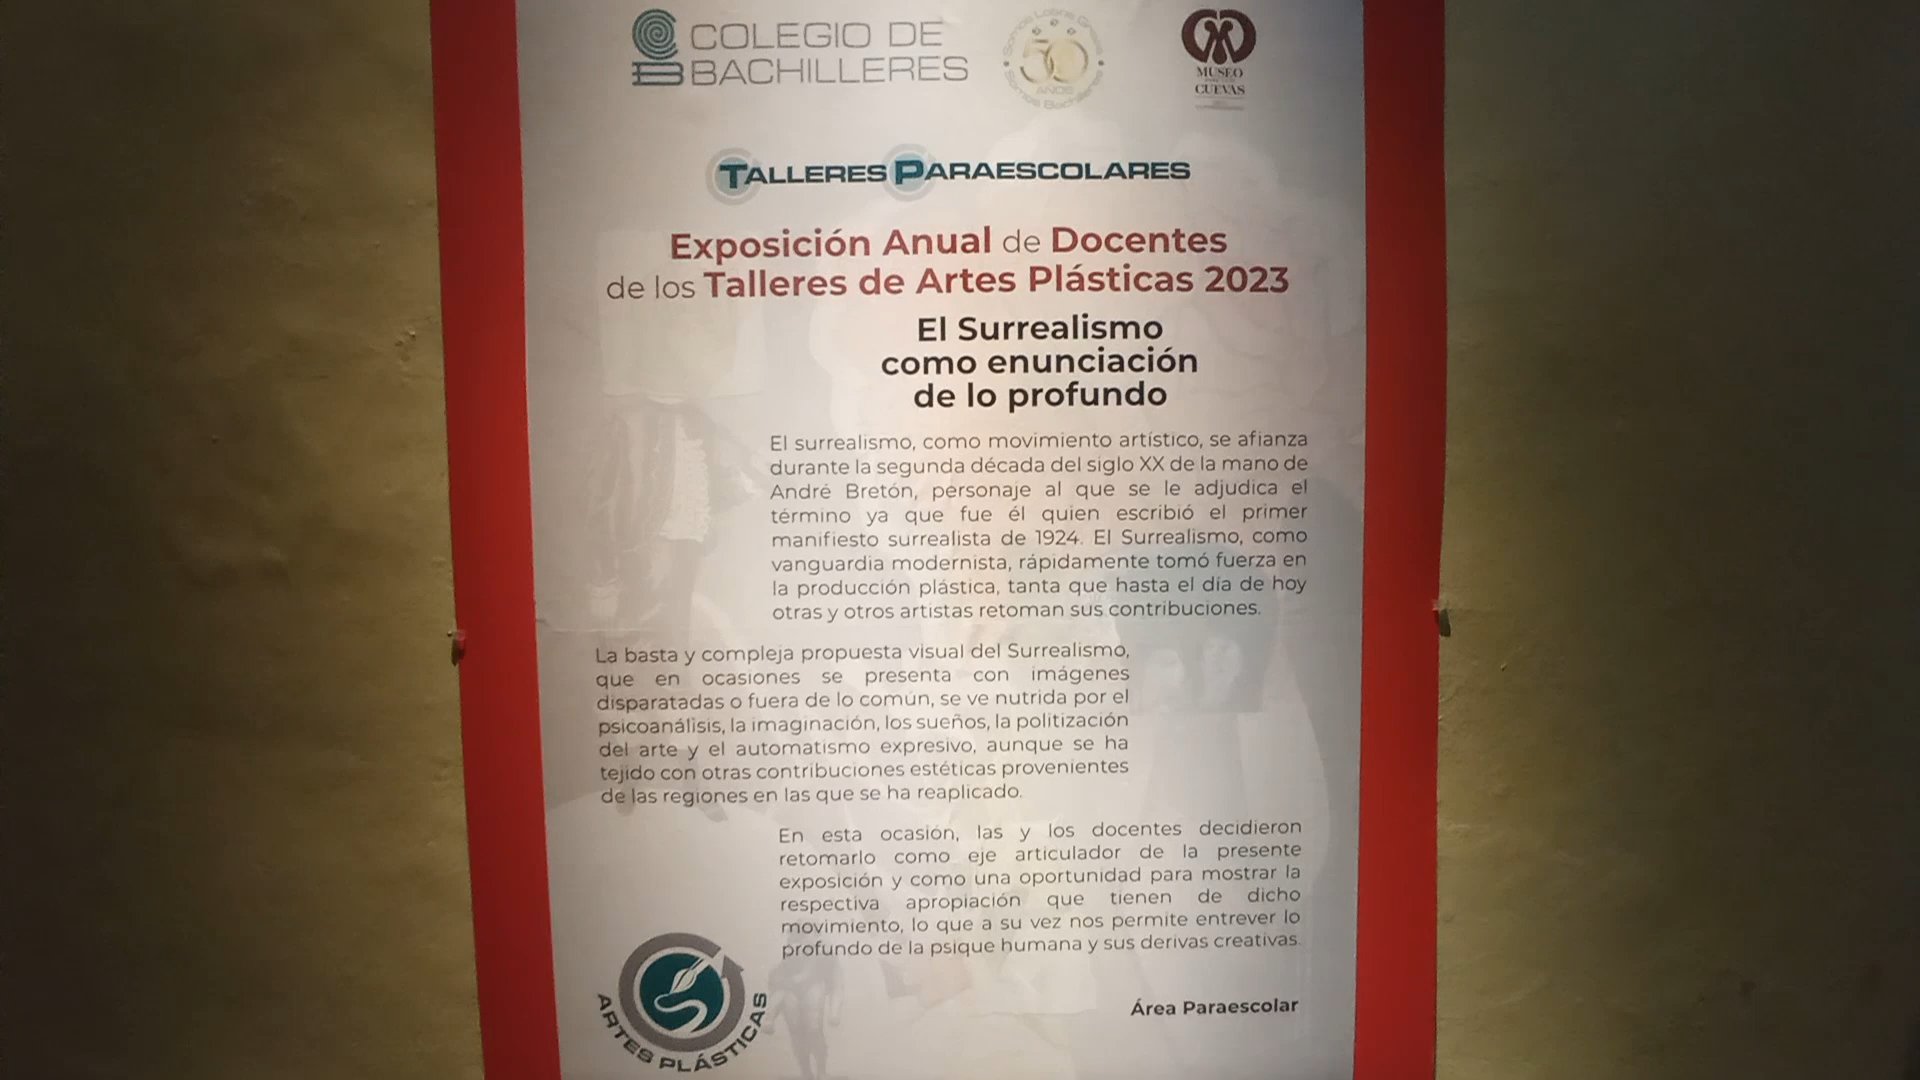 COLEGIO DE
BACHILLERES
Somos Lobos Grises
50
AÑOS
Somos Bachilleres
MUSEO
CUEVAS
TALLERES PARAESCOLARES
Exposición Anual de Docentes
de los Talleres de Artes Plásticas 2023
El Surrealismo
como enunciación
de lo profundo
El surrealismo, como movimiento artístico, se afianza
durante la segunda década del siglo XX de la mano de
André Bretón, personaje al que se le adjudica el
término ya que fue él quien escribió el primer
manifiesto surrealista de 1924. El Surrealismo, como
vanguardia modernista, rápidamente tomó fuerza en
la producción plástica, tanta que hasta el día de hoy
otras y otros artistas retoman sus contribuciones.
La basta y compleja propuesta visual del Surrealismo,
que en ocasiones se presenta con imágenes
disparatadas o fuera de lo común, se ve nutrida por el
psicoanálisis, la imaginación, los sueños, la politización
del arte y el automatismo expresivo, aunque se ha
tejido con otras contribuciones estéticas provenientes
de las regiones en las que se ha reaplicado.
En esta ocasión, las y los docentes decidieron
retomarlo como eje articulador de la presente
exposición y como una oportunidad para mostrar la
respectiva apropiación que tienen de dicho
movimiento, lo que a su vez nos permite entrever lo
profundo de la psique humana y sus derivas creativas.
Área Paraescolar
ARTES PLÁSTICAS